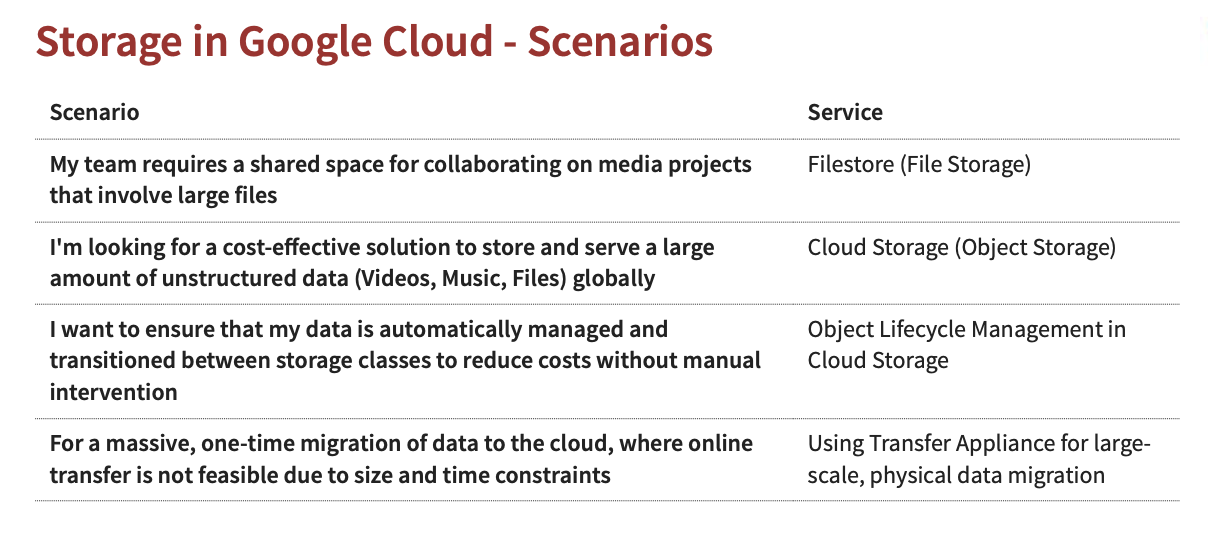 Storage in Google Cloud - Scenarios
Scenario
Service
My team requires a shared space for collaborating on media projects
that involve large files
Filestore (File Storage)
I'm looking for a cost-effective solution to store and serve a large
amount of unstructured data (Videos, Music, Files) globally
Cloud Storage (Object Storage)
I want to ensure that my data is automatically managed and
transitioned between storage classes to reduce costs without manual
intervention
Object Lifecycle Management in
Cloud Storage
For a massive, one-time migration of data to the cloud, where online
transfer is not feasible due to size and time constraints
Using Transfer Appliance for large-
scale, physical data migration